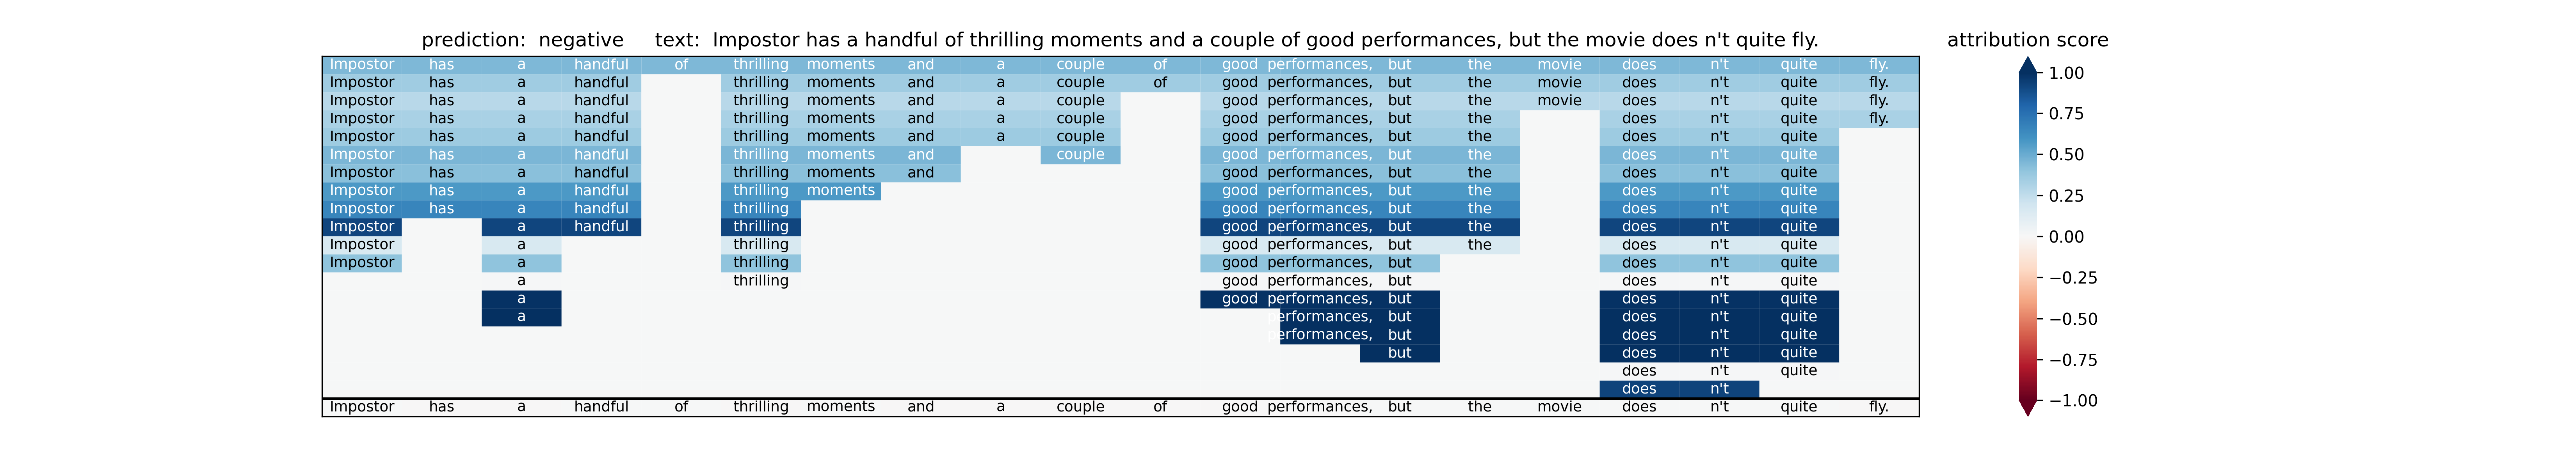 prediction:  negative     text:  Impostor has a handful of thrilling moments and a couple of good performances, but the movie does n't quite fly.     attribution score
Impostor has a handful of thrilling moments and a couple of good performances, but the movie does n't quite fly.
Impostor has a handful thrilling moments and a couple of good performances, but the movie does n't quite fly.
Impostor has a handful thrilling moments and a couple good performances, but the movie does n't quite fly.
Impostor has a handful thrilling moments and a couple good performances, but the does n't quite fly.
Impostor has a handful thrilling moments and a couple good performances, but the does n't quite
Impostor has a handful thrilling moments and couple good performances, but the does n't quite
Impostor has a handful thrilling moments and good performances, but the does n't quite
Impostor has a handful thrilling moments good performances, but the does n't quite
Impostor has a handful thrilling good performances, but the does n't quite
Impostor a handful thrilling good performances, but the does n't quite
Impostor a thrilling good performances, but the does n't quite
Impostor a thrilling good performances, but does n't quite
a thrilling good performances, but does n't quite
a good performances, but does n't quite
a performances, but does n't quite
performances, but does n't quite
but does n't quite
does n't quite
does n't
Impostor has a handful of thrilling moments and a couple of good performances, but the movie does n't quite fly.
1.00
0.75
0.50
0.25
0.00
−0.25
−0.50
−0.75
−1.00